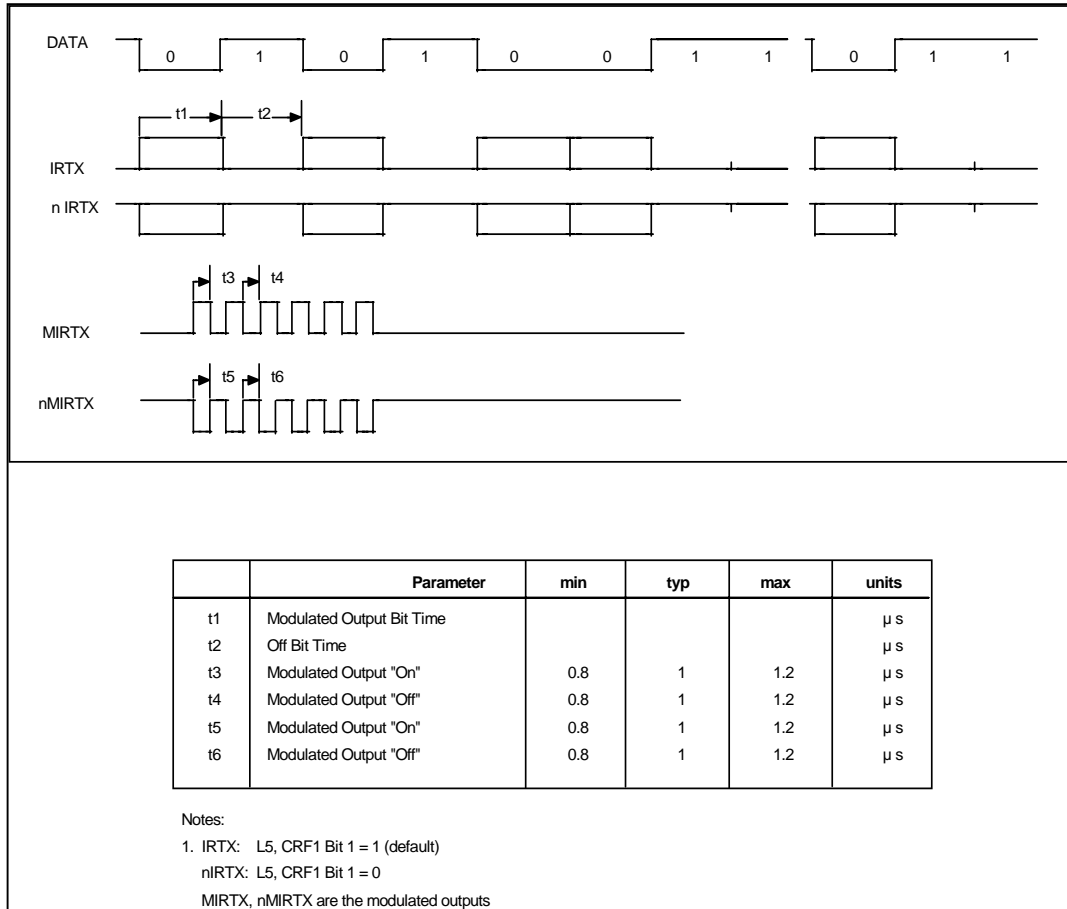 DATA 0 1 0 1 0 0 1 1 0 1 1
t1 t2
IRTX
n IRTX
t3 t4
MIRTX
t5 t6
nMIRTX
Parameter min typ max units
t1 Modulated Output Bit Time µ s
t2 Off Bit Time µ s
t3 Modulated Output "On" 0.8 1 1.2 µ s
t4 Modulated Output "Off" 0.8 1 1.2 µ s
t5 Modulated Output "On" 0.8 1 1.2 µ s
t6 Modulated Output "Off" 0.8 1 1.2 µ s
Notes:
1. IRTX: L5, CRF1 Bit 1 = 1 (default)
nIRTX: L5, CRF1 Bit 1 = 0
MIRTX, nMIRTX are the modulated outputs